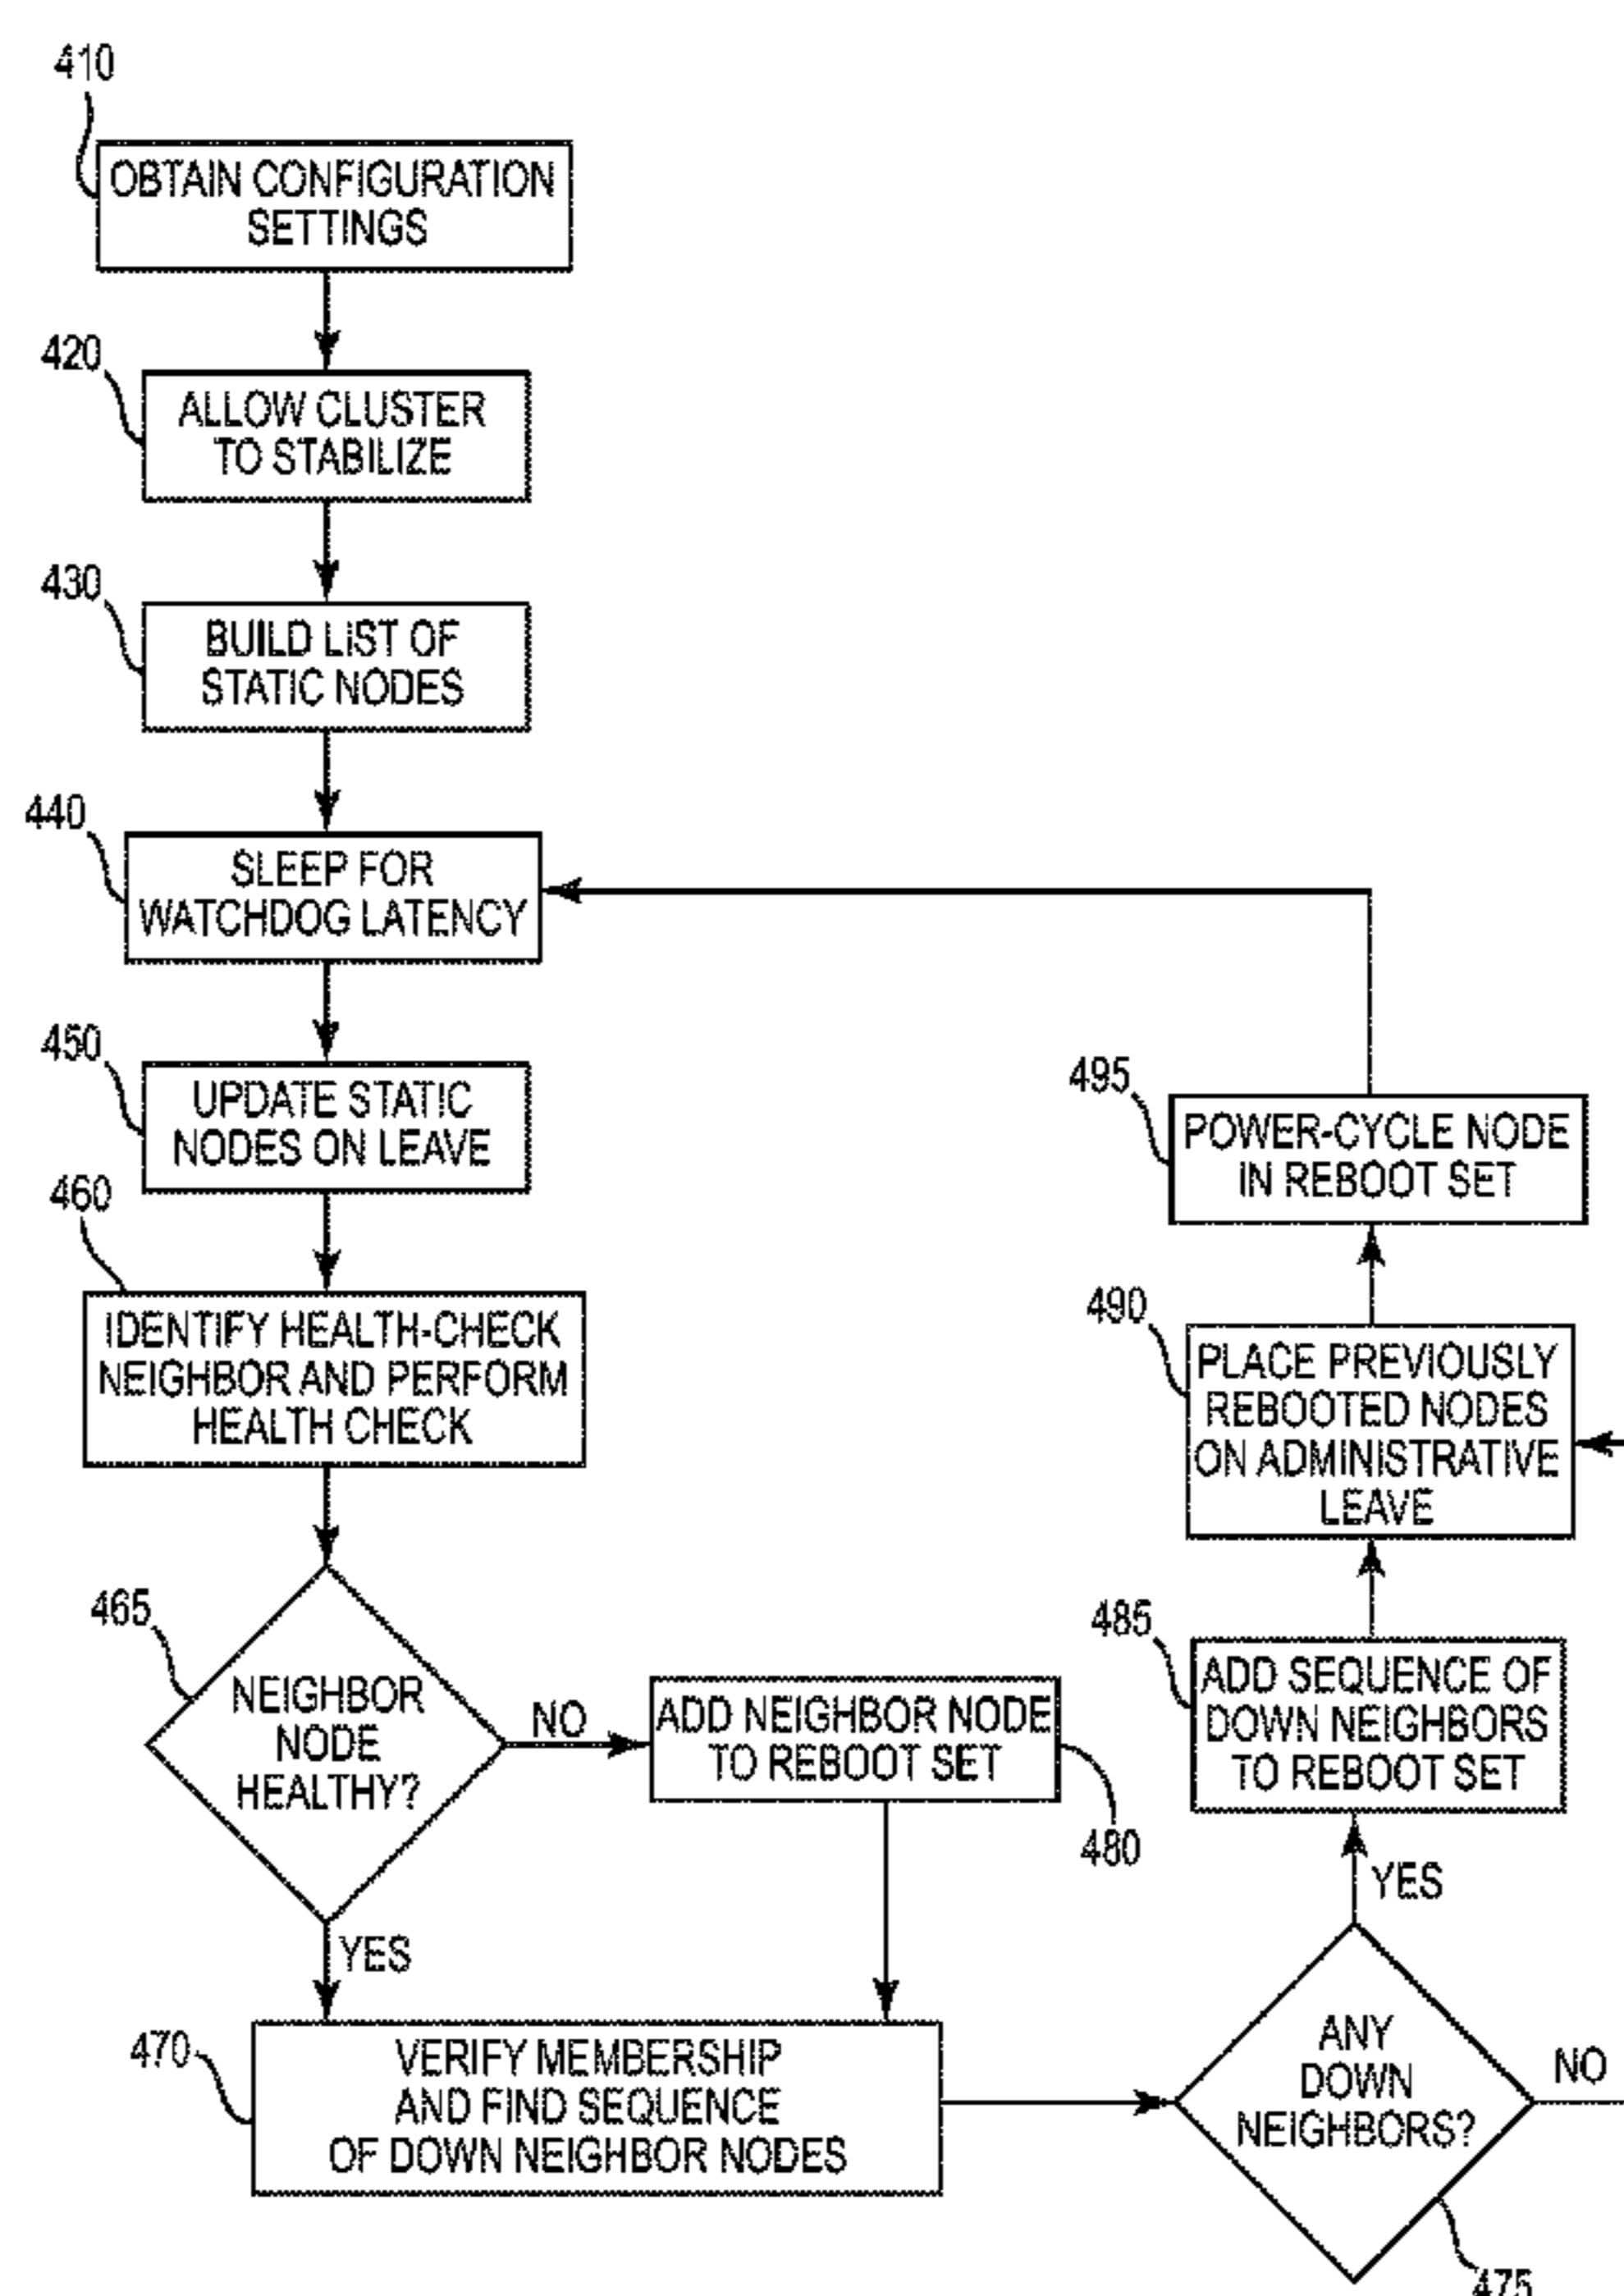 410
OBTAIN CONFIGURATION
SETTINGS
420
ALLOW CLUSTER
TO STABILIZE
430
BUILD LIST OF
STATIC NODES
440
SLEEP FOR
WATCHDOG LATENCY
450
UPDATE STATIC
NODES ON LEAVE
460
IDENTIFY HEALTH-CHECK
NEIGHBOR AND PERFORM
HEALTH CHECK
465
NEIGHBOR
NODE
HEALTHY?
NO
ADD NEIGHBOR NODE
TO REBOOT SET
480
YES
470
VERIFY MEMBERSHIP
AND FIND SEQUENCE
OF DOWN NEIGHBOR NODES
ANY
DOWN
NEIGHBORS?
475
NO
YES
485
ADD SEQUENCE OF
DOWN NEIGHBORS
TO REBOOT SET
490
PLACE PREVIOUSLY
REBOOTED NODES
ON ADMINISTRATIVE
LEAVE
495
POWER-CYCLE NODE
IN REBOOT SET